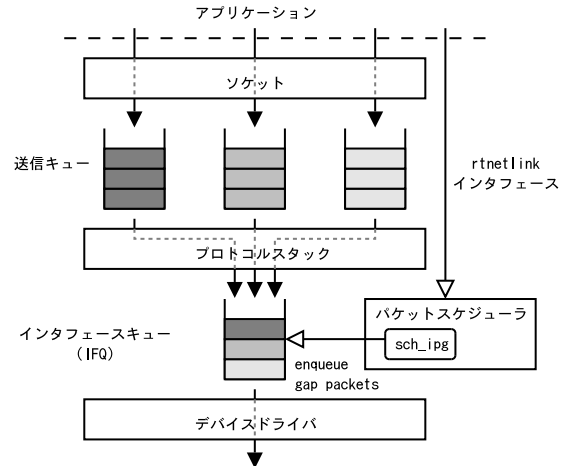 アプリケーション
ソケット
送信キュー
rtnetlink
インタフェース
プロトコルスタック
パケットスケジューラ
sch_ipg
インタフェースキュー
(IFQ)
enqueue
gap packets
デバイスドライバ